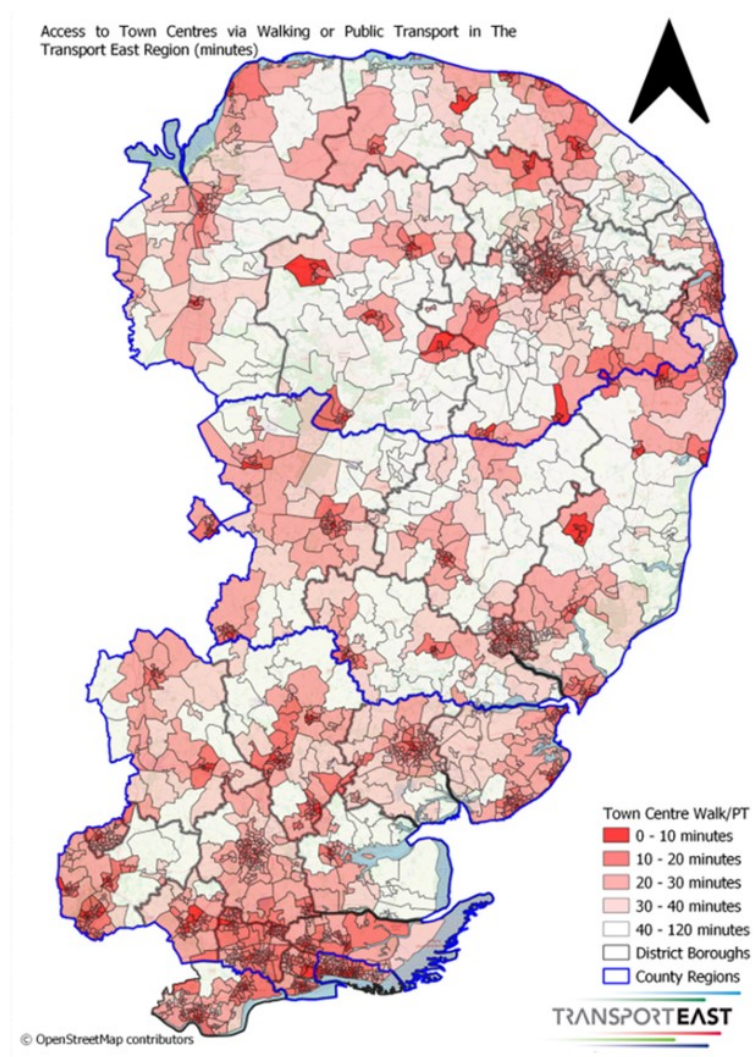 Access to Town Centres via Walking or Public Transport in The
Transport East Region (minutes)
Town Centre Walk/PT
0 - 10 minutes
10 - 20 minutes
20 - 30 minutes
30 - 40 minutes
40 - 120 minutes
District Boroughs
County Regions
TRANSPORTEAST
© OpenStreetMap contributors